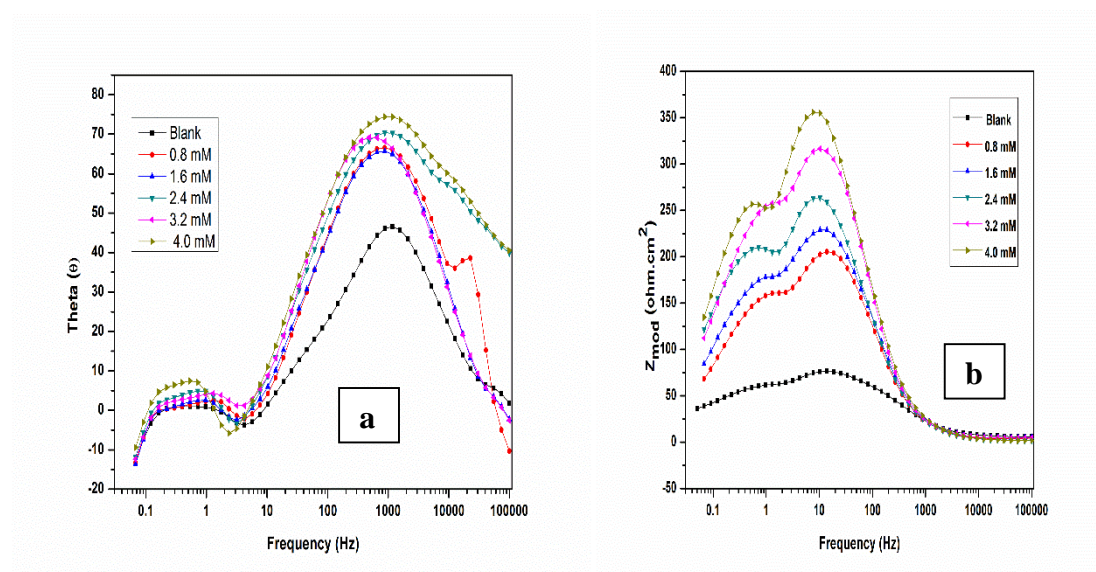 80
70
60
50
40
30
20
10
0
-10
-20
Theta (θ)
Blank
0.8 mM
1.6 mM
2.4 mM
3.2 mM
4.0 mM
a
0.1 1 10 100 1000 10000 100000
Frequency (Hz)
400
350
300
250
200
150
100
50
0
-50
Zmod (ohm.cm²)
Blank
0.8 mM
1.6 mM
2.4 mM
3.2 mM
4.0 mM
b
0.1 1 10 100 1000 10000 100000
Frequency (Hz)